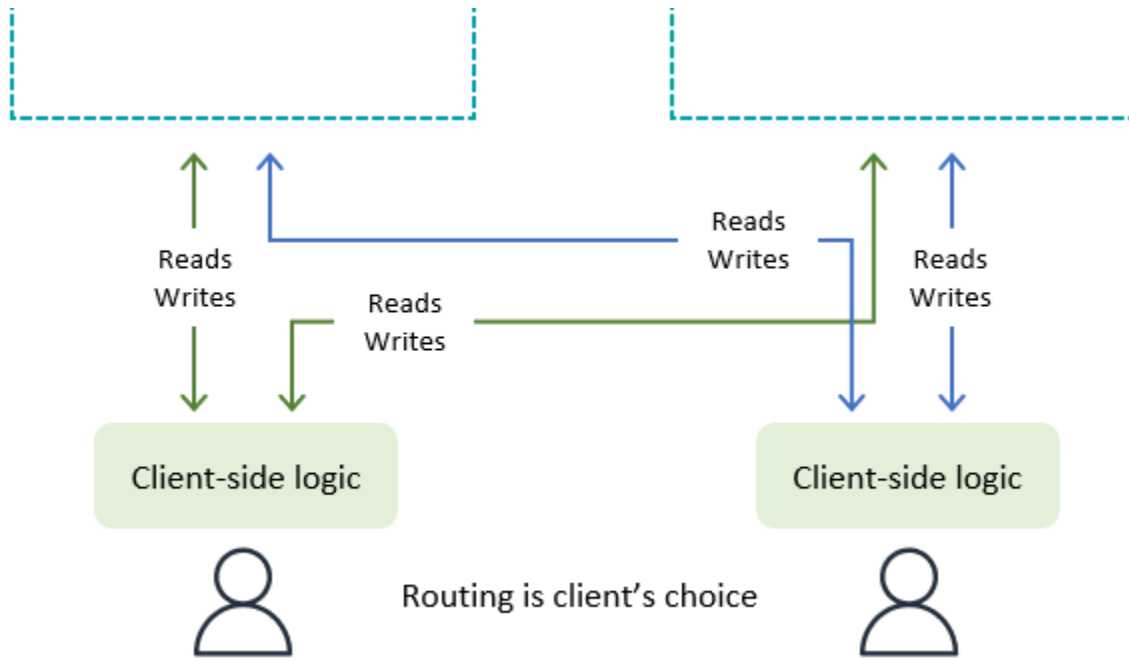 Reads
Writes
Reads
Writes
Reads
Writes
Reads
Writes
Client-side logic
Client-side logic
Routing is client’s choice